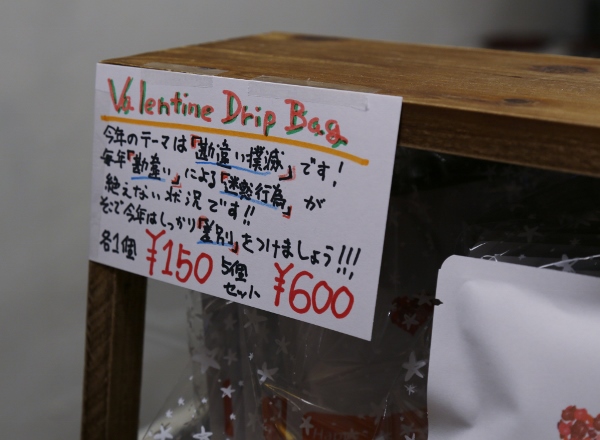 Valentine Drip Bag
今年のテーマは『勘違い撲滅』です!
毎年『勘違い』による『迷惑行為』が
絶えない状況です!!
そこで今年はしっかり『差別』をつけましょう!!!
各1個 ¥150 5個セット ¥600